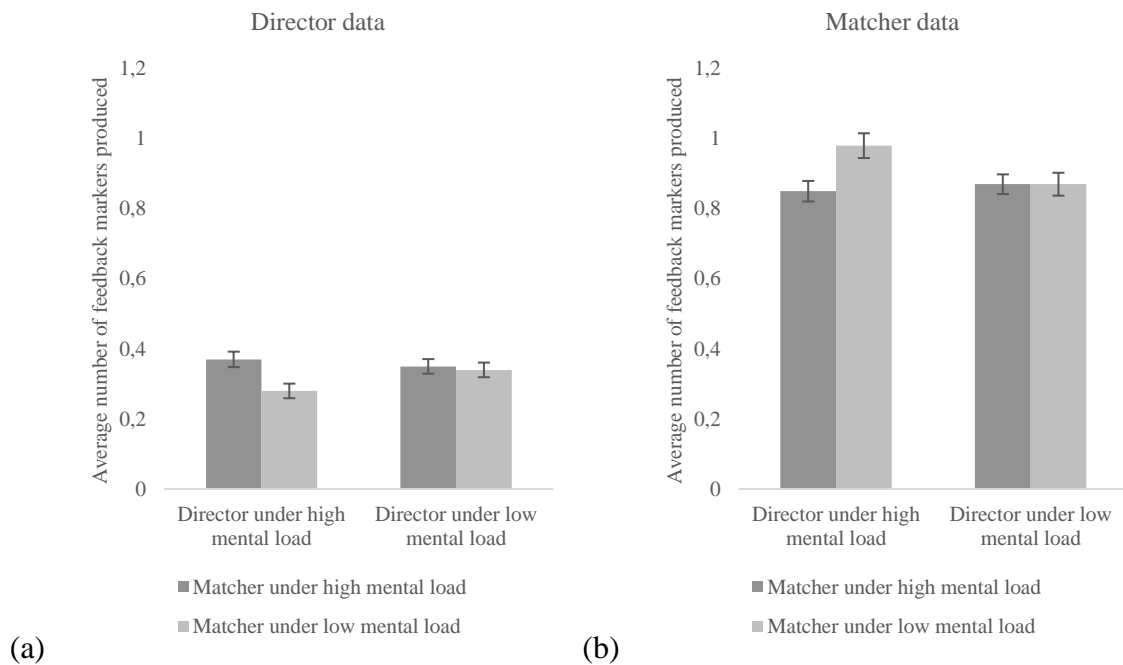 Director data
Average number of feedback markers produced
1,2
1
0,8
0,6
0,4
0,2
0
Director under high
mental load
Director under low
mental load
■ Matcher under high mental load
■ Matcher under low mental load
(a)
Matcher data
Average number of feedback markers produced
1,2
1
0,8
0,6
0,4
0,2
0
Director under high
mental load
Director under low
mental load
■ Matcher under high mental load
■ Matcher under low mental load
(b)